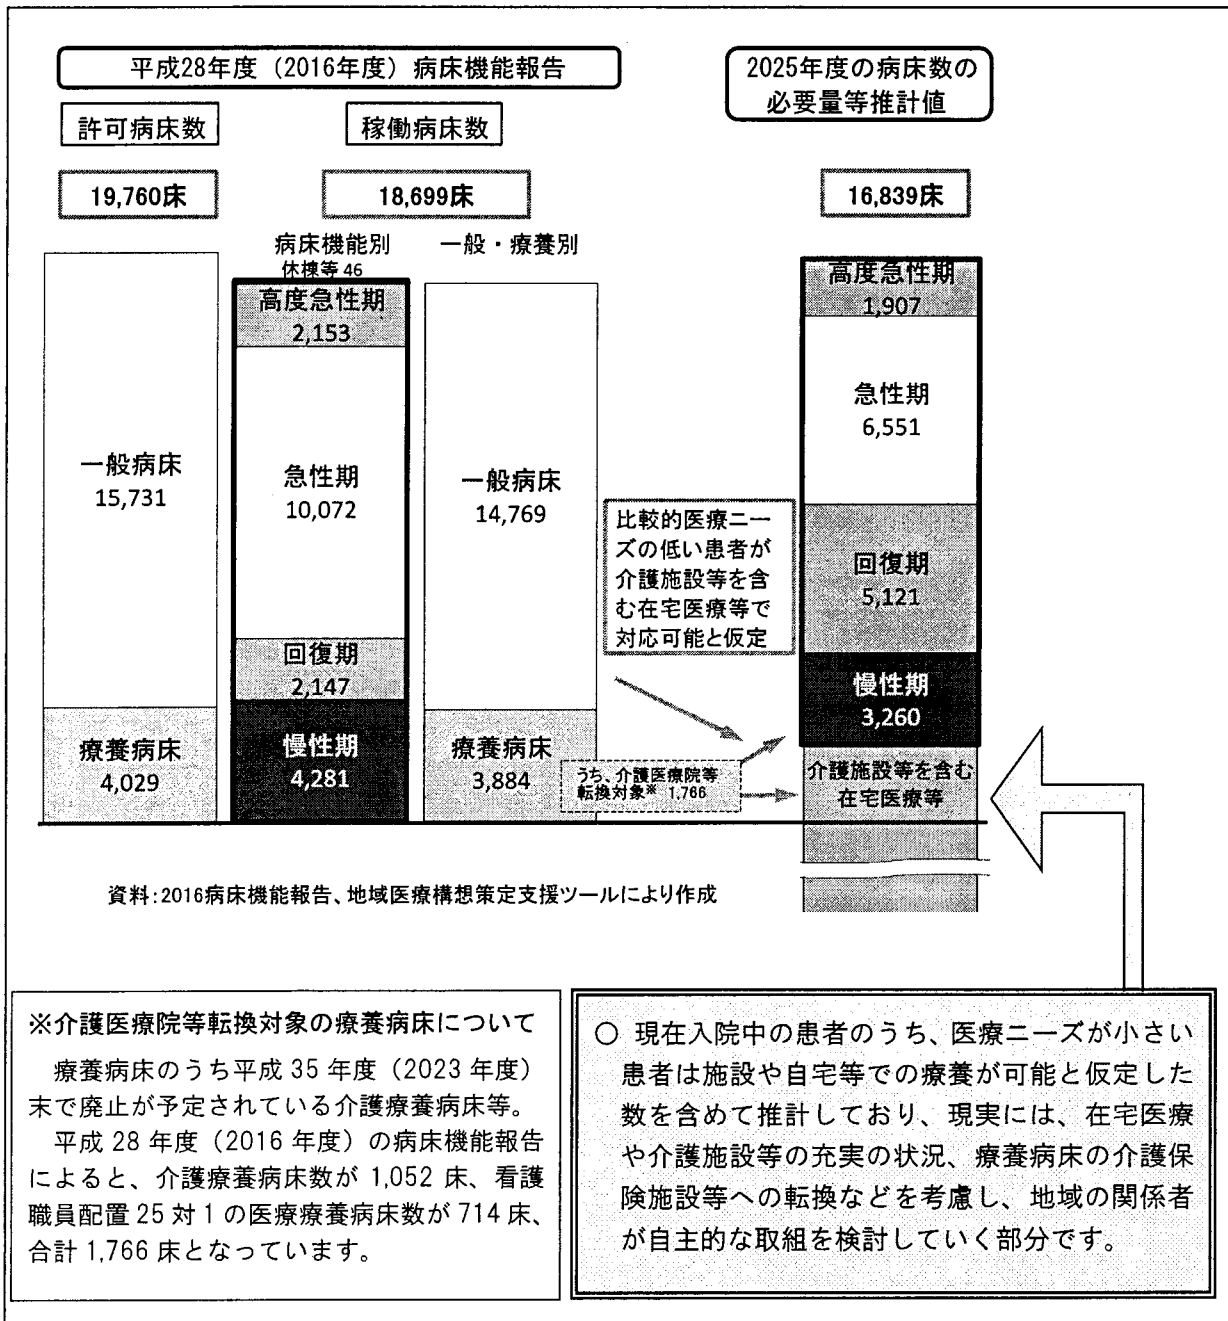 平成28年度（2016年度）病床機能報告
2025年度の病床数の
必要量等推計値
許可病床数
稼働病床数
19,760床
18,699床
16,839床
病床機能別
一般・療養別
休棟等 46
高度急性期
2,153
急性期
10,072
回復期
2,147
慢性期
4,281
一般病床
15,731
療養病床
4,029
一般病床
14,769
療養病床
3,884
比較的医療ニー
ズの低い患者が
介護施設等を含
む在宅医療等で
対応可能と仮定
うち、介護医療院等
転換対象※ 1,766
高度急性期
1,907
急性期
6,551
回復期
5,121
慢性期
3,260
介護施設等を含む
在宅医療等
資料：2016病床機能報告、地域医療構想策定支援ツールにより作成
※介護医療院等転換対象の療養病床について
療養病床のうち平成 35 年度（2023 年度）
末で廃止が予定されている介護療養病床等。
平成 28 年度（2016 年度）の病床機能報告
によると、介護療養病床数が 1,052 床、看護
職員配置 25 対 1 の医療療養病床数が 714 床、
合計 1,766 床となっています。
○ 現在入院中の患者のうち、医療ニーズが小さい
患者は施設や自宅等での療養が可能と仮定した
数を含めて推計しており、現実には、在宅医療
や介護施設等の充実の状況、療養病床の介護保
険施設等への転換などを考慮し、地域の関係者
が自主的な取組を検討していく部分です。